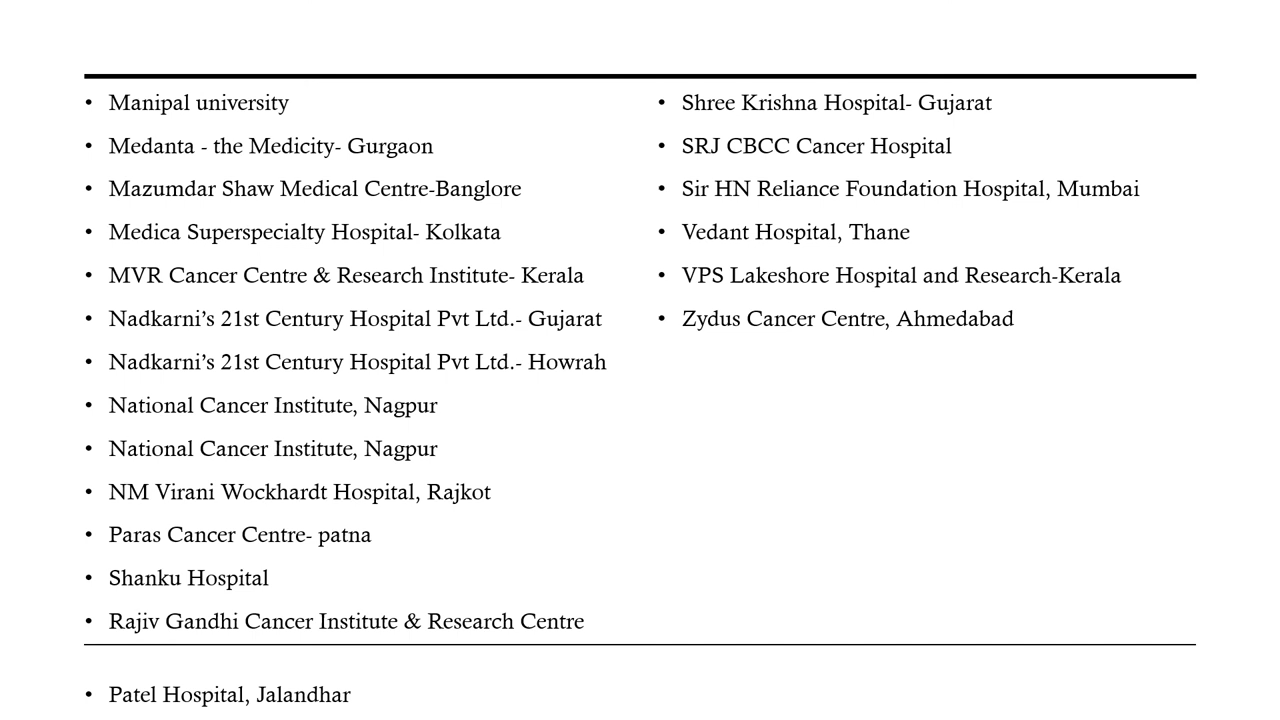 • Manipal university
• Medanta - the Medicity- Gurgaon
• Mazumdar Shaw Medical Centre-Banglore
• Medica Superspecialty Hospital- Kolkata
• MVR Cancer Centre & Research Institute- Kerala
• Nadkarni’s 21st Century Hospital Pvt Ltd.- Gujarat
• Nadkarni’s 21st Century Hospital Pvt Ltd.- Howrah
• National Cancer Institute, Nagpur
• National Cancer Institute, Nagpur
• NM Virani Wockhardt Hospital, Rajkot
• Paras Cancer Centre- patna
• Shanku Hospital
• Rajiv Gandhi Cancer Institute & Research Centre
• Patel Hospital, Jalandhar
• Shree Krishna Hospital- Gujarat
• SRJ CBCC Cancer Hospital
• Sir HN Reliance Foundation Hospital, Mumbai
• Vedant Hospital, Thane
• VPS Lakeshore Hospital and Research-Kerala
• Zydus Cancer Centre, Ahmedabad